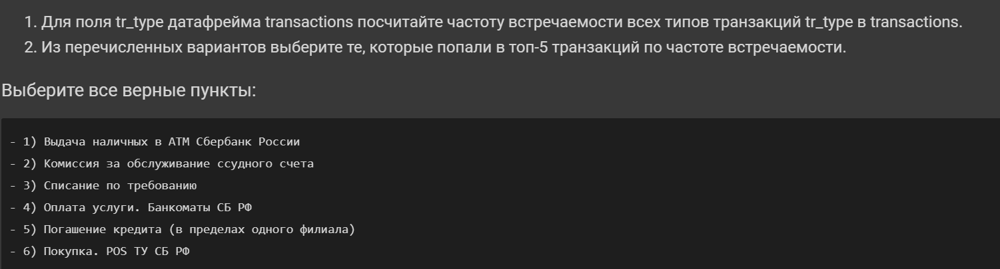 1. Для поля tr_type датафрейма transactions посчитайте частоту встречаемости всех типов транзакций tr_type в transactions.
2. Из перечисленных вариантов выберите те, которые попали в топ-5 транзакций по частоте встречаемости.
Выберите все верные пункты:
- 1) Выдача наличных в АТМ Сбербанк России
- 2) Комиссия за обслуживание ссудного счета
- 3) Списание по требованию
- 4) Оплата услуги. Банкоматы СБ РФ
- 5) Погашение кредита (в пределах одного филиала)
- 6) Покупка. POS ТУ СБ РФ